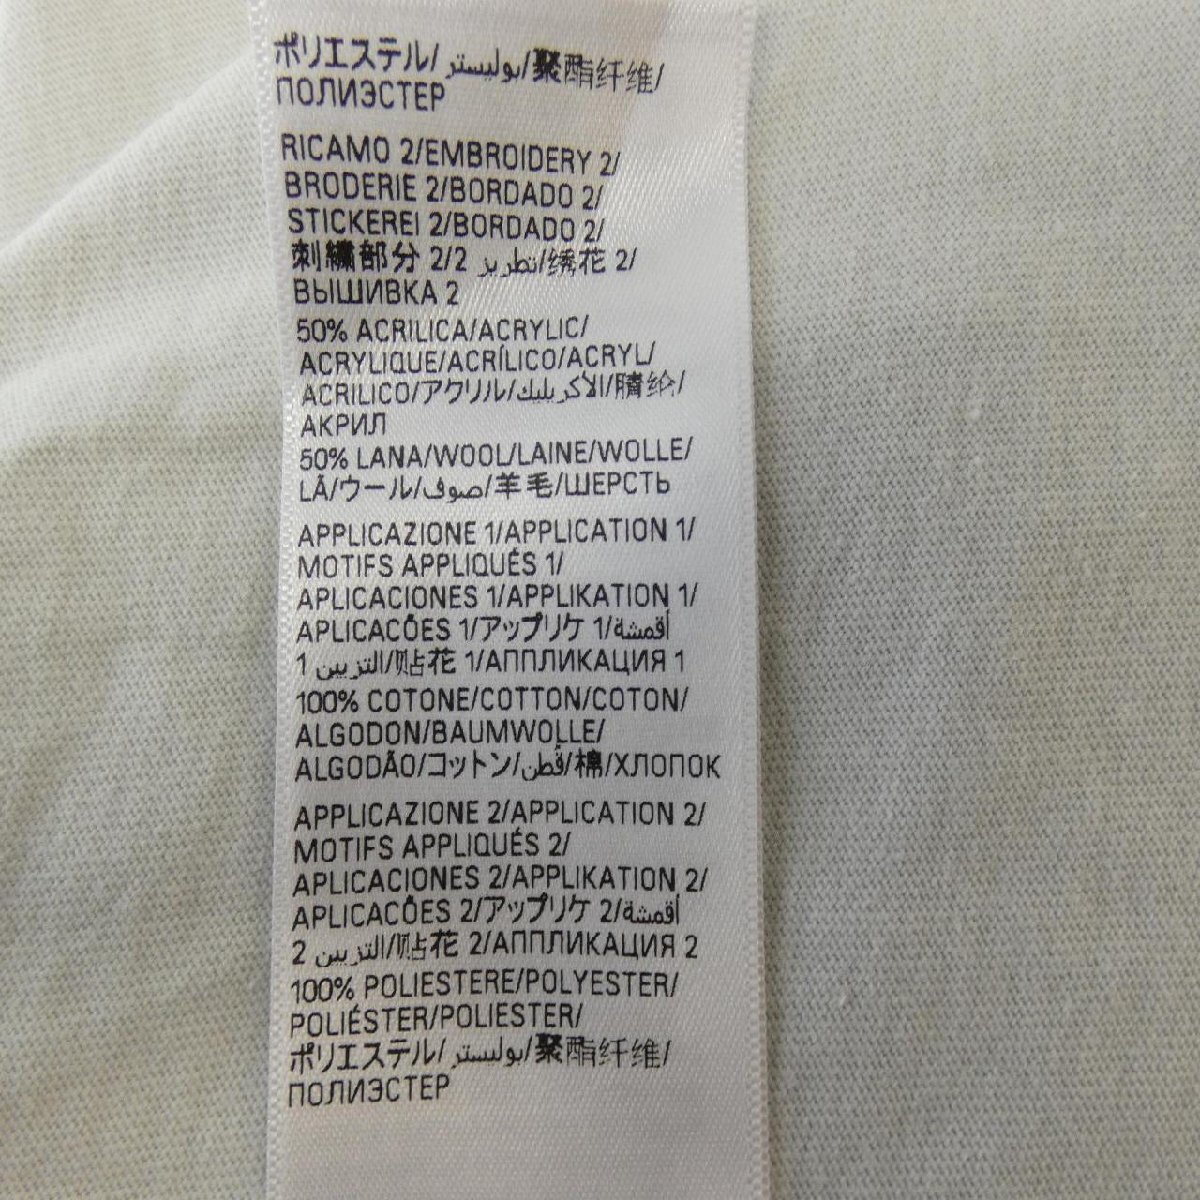 ポリエステル/بوليستر/聚酯纤维/
ПОЛИЭСТЕР
RICAMO 2/EMBROIDERY 2/
BRODERIE 2/BORDADO 2/
STICKEREI 2/BORDADO 2/
刺繍部分 2/2 تطريز/绣花 2/
ВЫШИВКА 2
50% ACRILICA/ACRYLIC/
ACRYLIQUE/ACRÍLICO/ACRYL/
ACRILICO/アクリル/الاكريليك/腈纶/
АКРИЛ
50% LANA/WOOL/LAINE/WOLLE/
LÃ/ウール/صوف/羊毛/ШЕРСТЬ
APPLICAZIONE 1/APPLICATION 1/
MOTIFS APPLIQUÉS 1/
APLICACIONES 1/APPLIKATION 1/
APLICACÕES 1/アップリケ 1/أقمشة
1 التزيين/贴花 1/АППЛИКАЦИЯ 1
100% COTONE/COTTON/COTON/
ALGODON/BAUMWOLLE/
ALGODÃO/コットン/قُطن/棉/ХЛОПОК
APPLICAZIONE 2/APPLICATION 2/
MOTIFS APPLIQUÉS 2/
APLICACIONES 2/APPLIKATION 2/
APLICACÕES 2/アップリケ 2/أقمشة
2 التزيين/贴花 2/АППЛИКАЦИЯ 2
100% POLIESTERE/POLYESTER/
POLIÉSTER/POLIESTER/
ポリエステル/بوليستر/聚酯纤维/
ПОЛИЭСТЕР